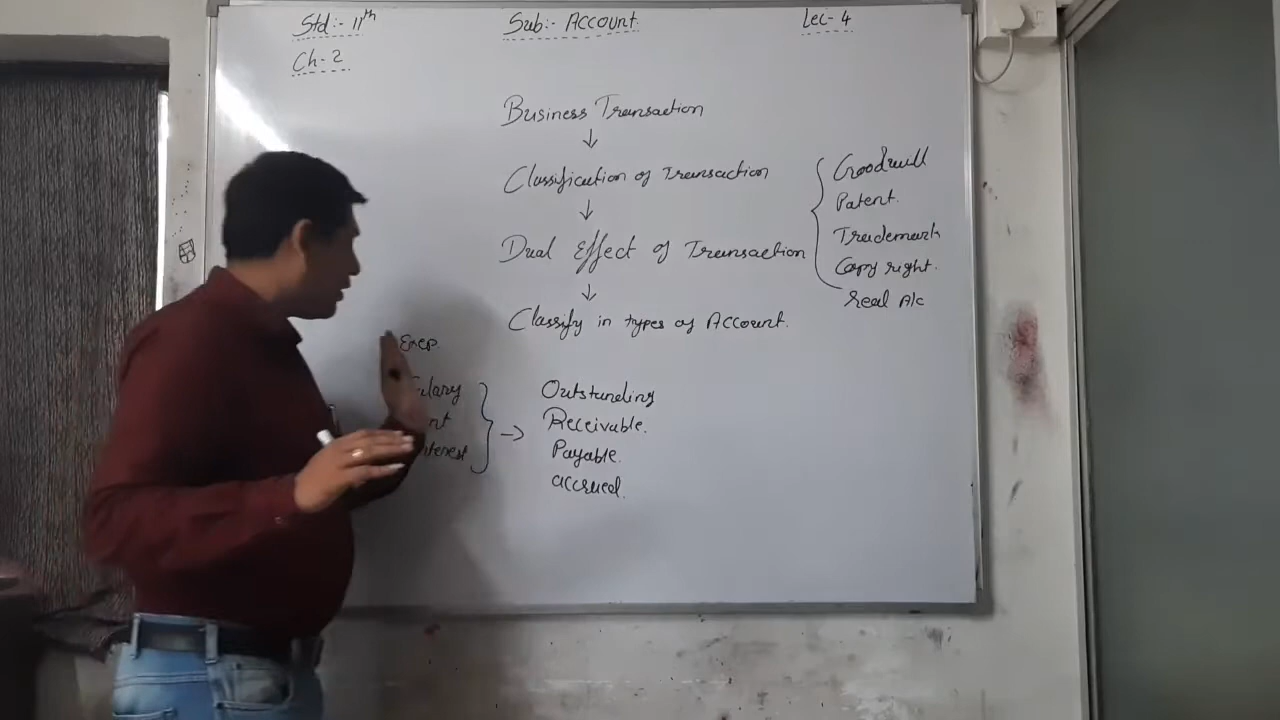 Std:- 11th
Sub:- Account
Lec- 4
Ch- 2
Business Transaction
↓
Classification of Transaction
↓
Dual Effect of Transaction
↓
Classify in types of Account.
Goodwill
Patent.
Trademark
Copy right.
Real A/c
Exep.
→
Outstanding
Receivable.
Payable.
accrued.